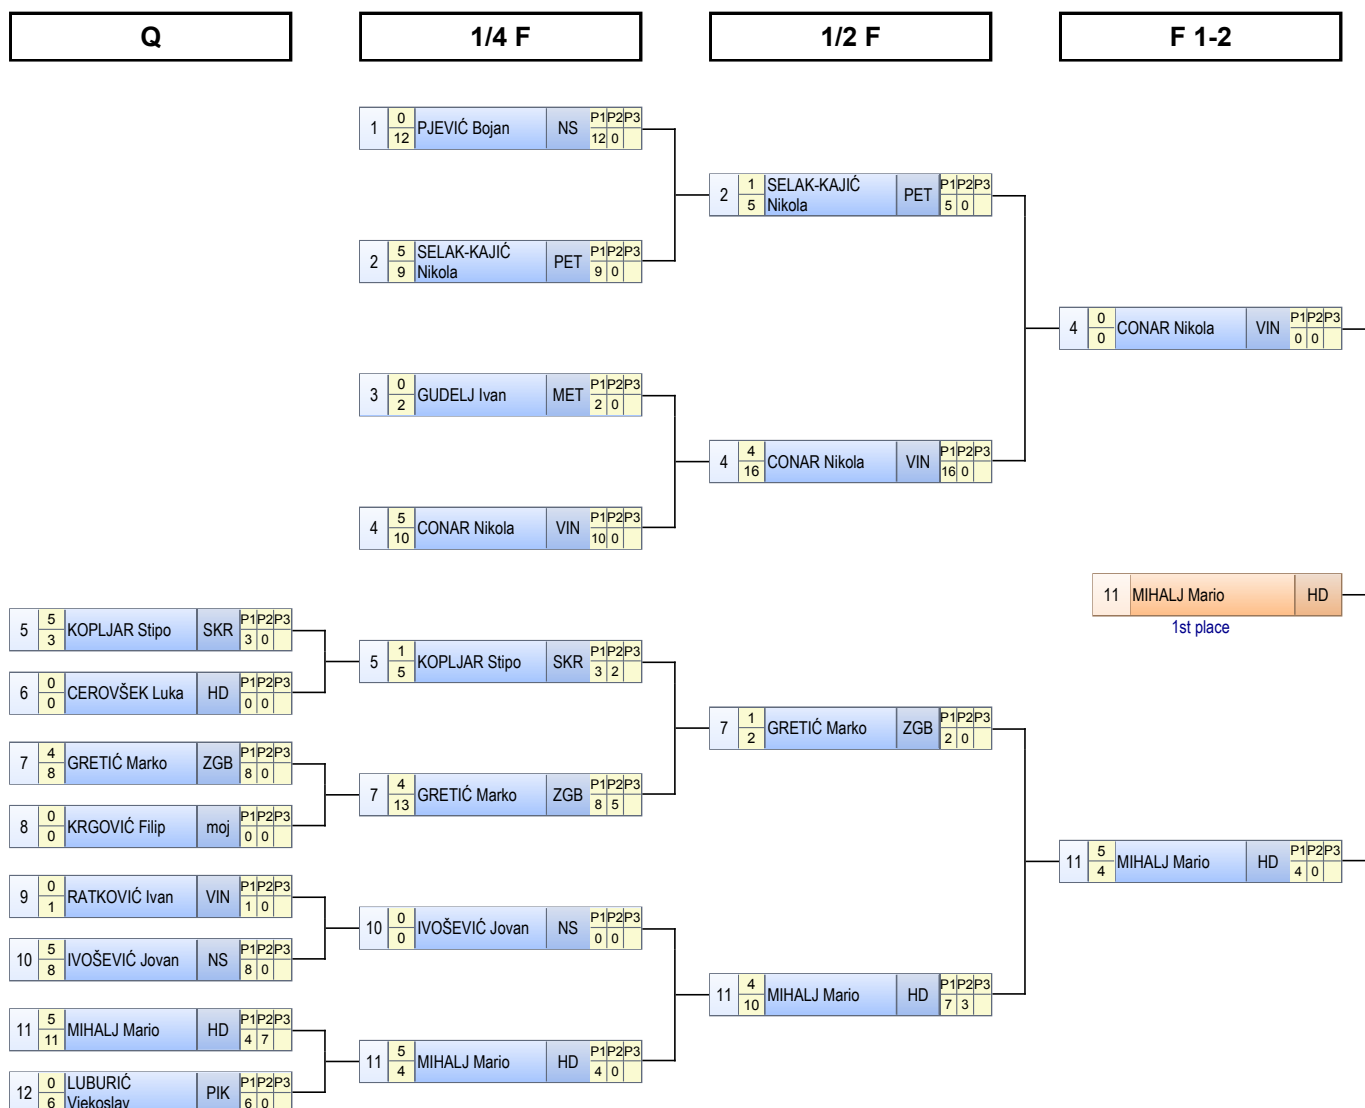 Q
1/4 F
1/2 F
F 1-2
1 0 12 PJEVIĆ Bojan NS P1 P2 P3 12 0
2 5 9 SELAK-KAJIĆ Nikola PET P1 P2 P3 9 0
3 0 2 GUDELJ Ivan MET P1 P2 P3 2 0
4 5 10 CONAR Nikola VIN P1 P2 P3 10 0
2 1 5 SELAK-KAJIĆ Nikola PET P1 P2 P3 5 0
4 4 16 CONAR Nikola VIN P1 P2 P3 16 0
4 0 0 CONAR Nikola VIN P1 P2 P3 0 0
11 MIHALJ Mario HD
1st place
5 5 3 KOPLJAR Stipo SKR P1 P2 P3 3 0
6 0 0 CEROVŠEK Luka HD P1 P2 P3 0 0
7 4 8 GRETIĆ Marko ZGB P1 P2 P3 8 0
8 0 0 KRGOVIĆ Filip moj P1 P2 P3 0 0
9 0 1 RATKOVIĆ Ivan VIN P1 P2 P3 1 0
10 5 8 IVOŠEVIĆ Jovan NS P1 P2 P3 8 0
11 5 11 MIHALJ Mario HD P1 P2 P3 4 7
12 0 6 LUBURIĆ Vjekoslav PIK P1 P2 P3 6 0
5 1 5 KOPLJAR Stipo SKR P1 P2 P3 3 2
7 4 13 GRETIĆ Marko ZGB P1 P2 P3 8 5
10 0 0 IVOŠEVIĆ Jovan NS P1 P2 P3 0 0
11 5 4 MIHALJ Mario HD P1 P2 P3 4 0
7 1 2 GRETIĆ Marko ZGB P1 P2 P3 2 0
11 4 10 MIHALJ Mario HD P1 P2 P3 7 3
11 5 4 MIHALJ Mario HD P1 P2 P3 4 0